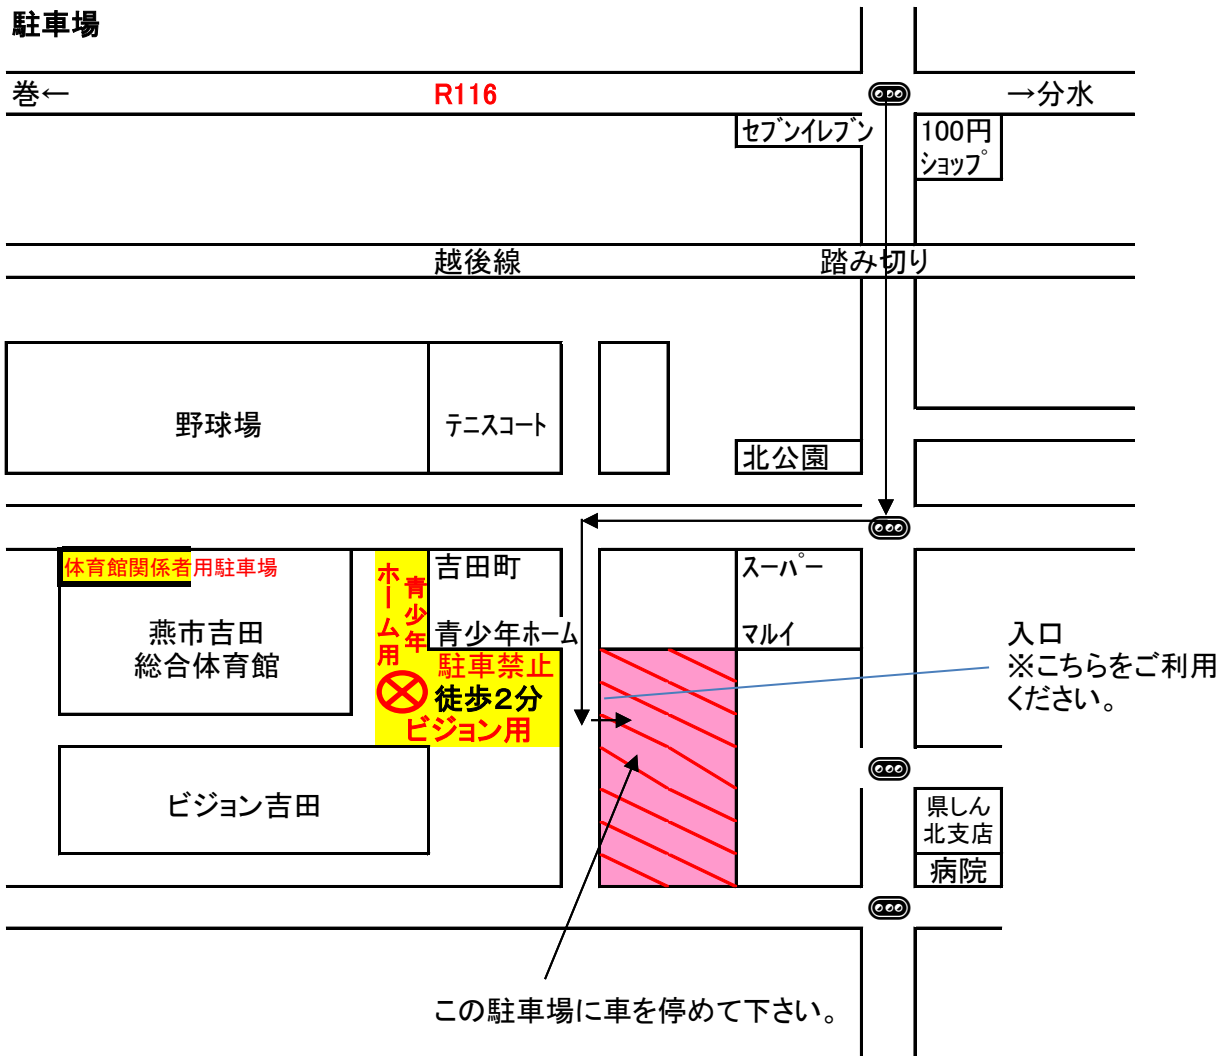 駐車場
巻←
R116
→分水
セブンイレブン
100円
ショップ
越後線
踏み切り
野球場
テニスコート
北公園
体育館関係者用駐車場
燕市吉田
総合体育館
青少年
ホーム用
吉田町
青少年ホーム
駐車禁止
徒歩2分
ビジョン用
スーパー
マルイ
入口
※こちらをご利用
ください。
ビジョン吉田
県しん
北支店
病院
この駐車場に車を停めて下さい。